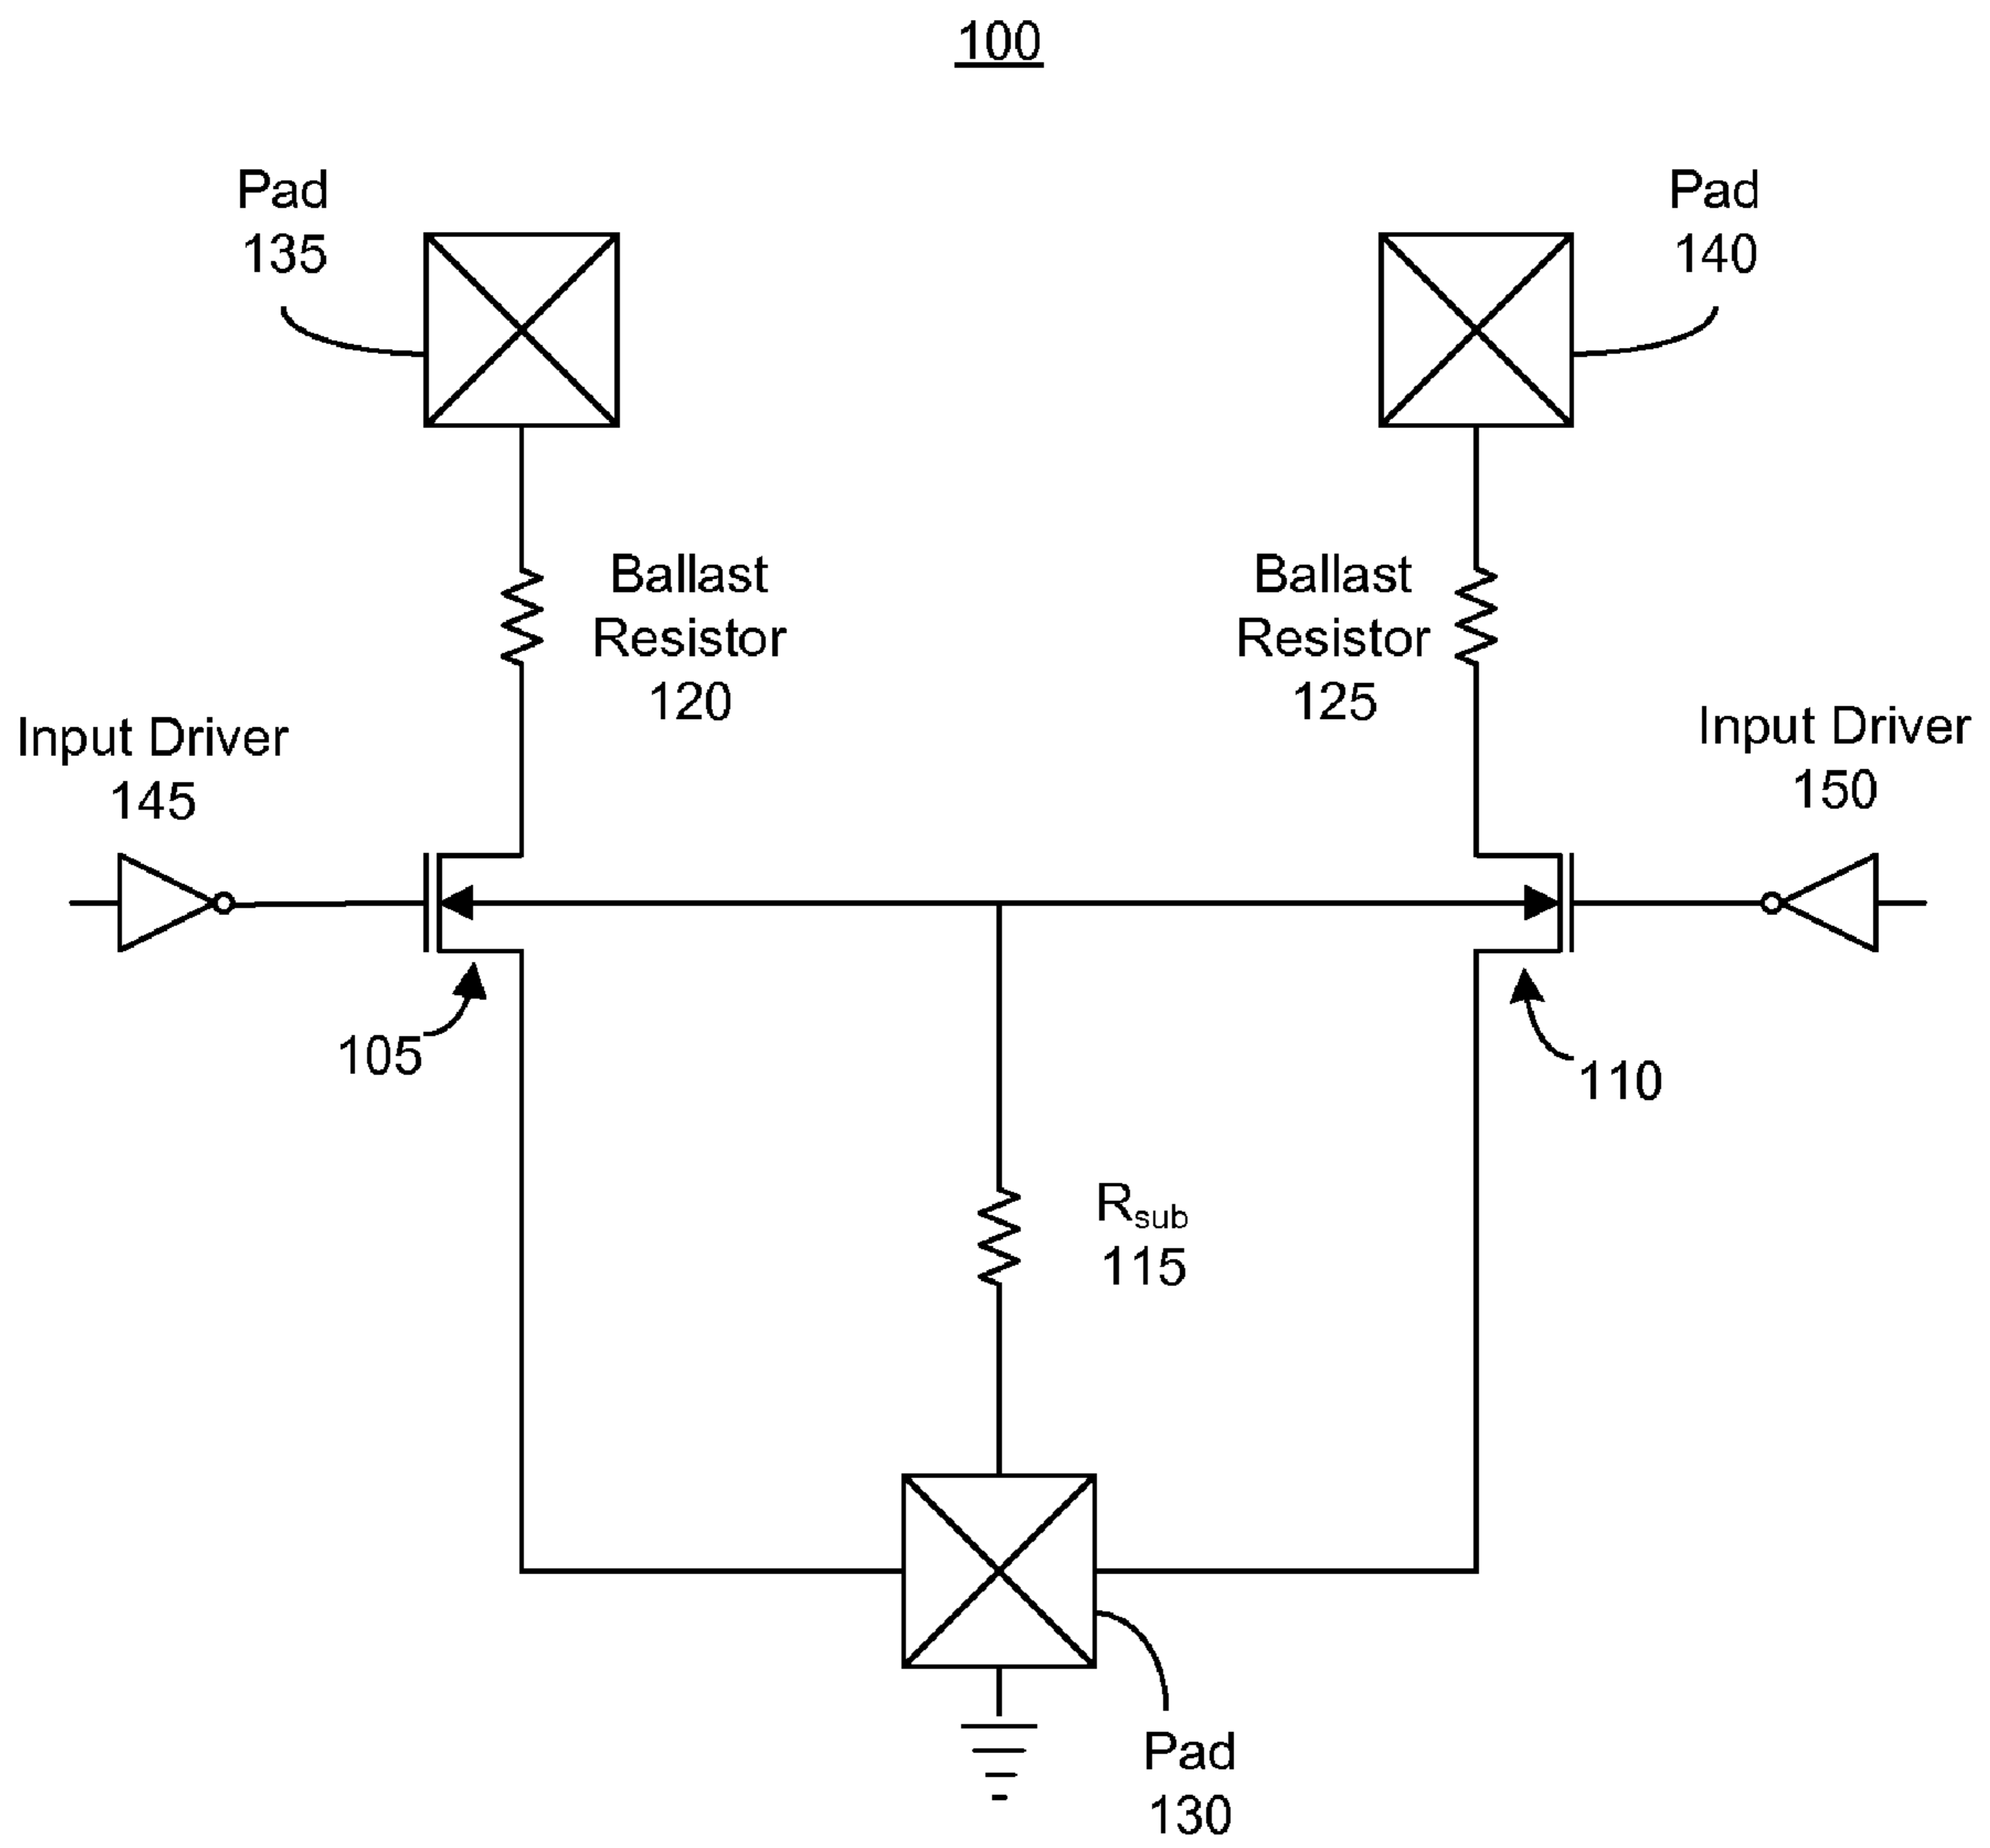 100
Pad
135
Pad
140
Ballast
Resistor
120
Ballast
Resistor
125
Input Driver
145
Input Driver
150
105
110
Rsub
115
Pad
130